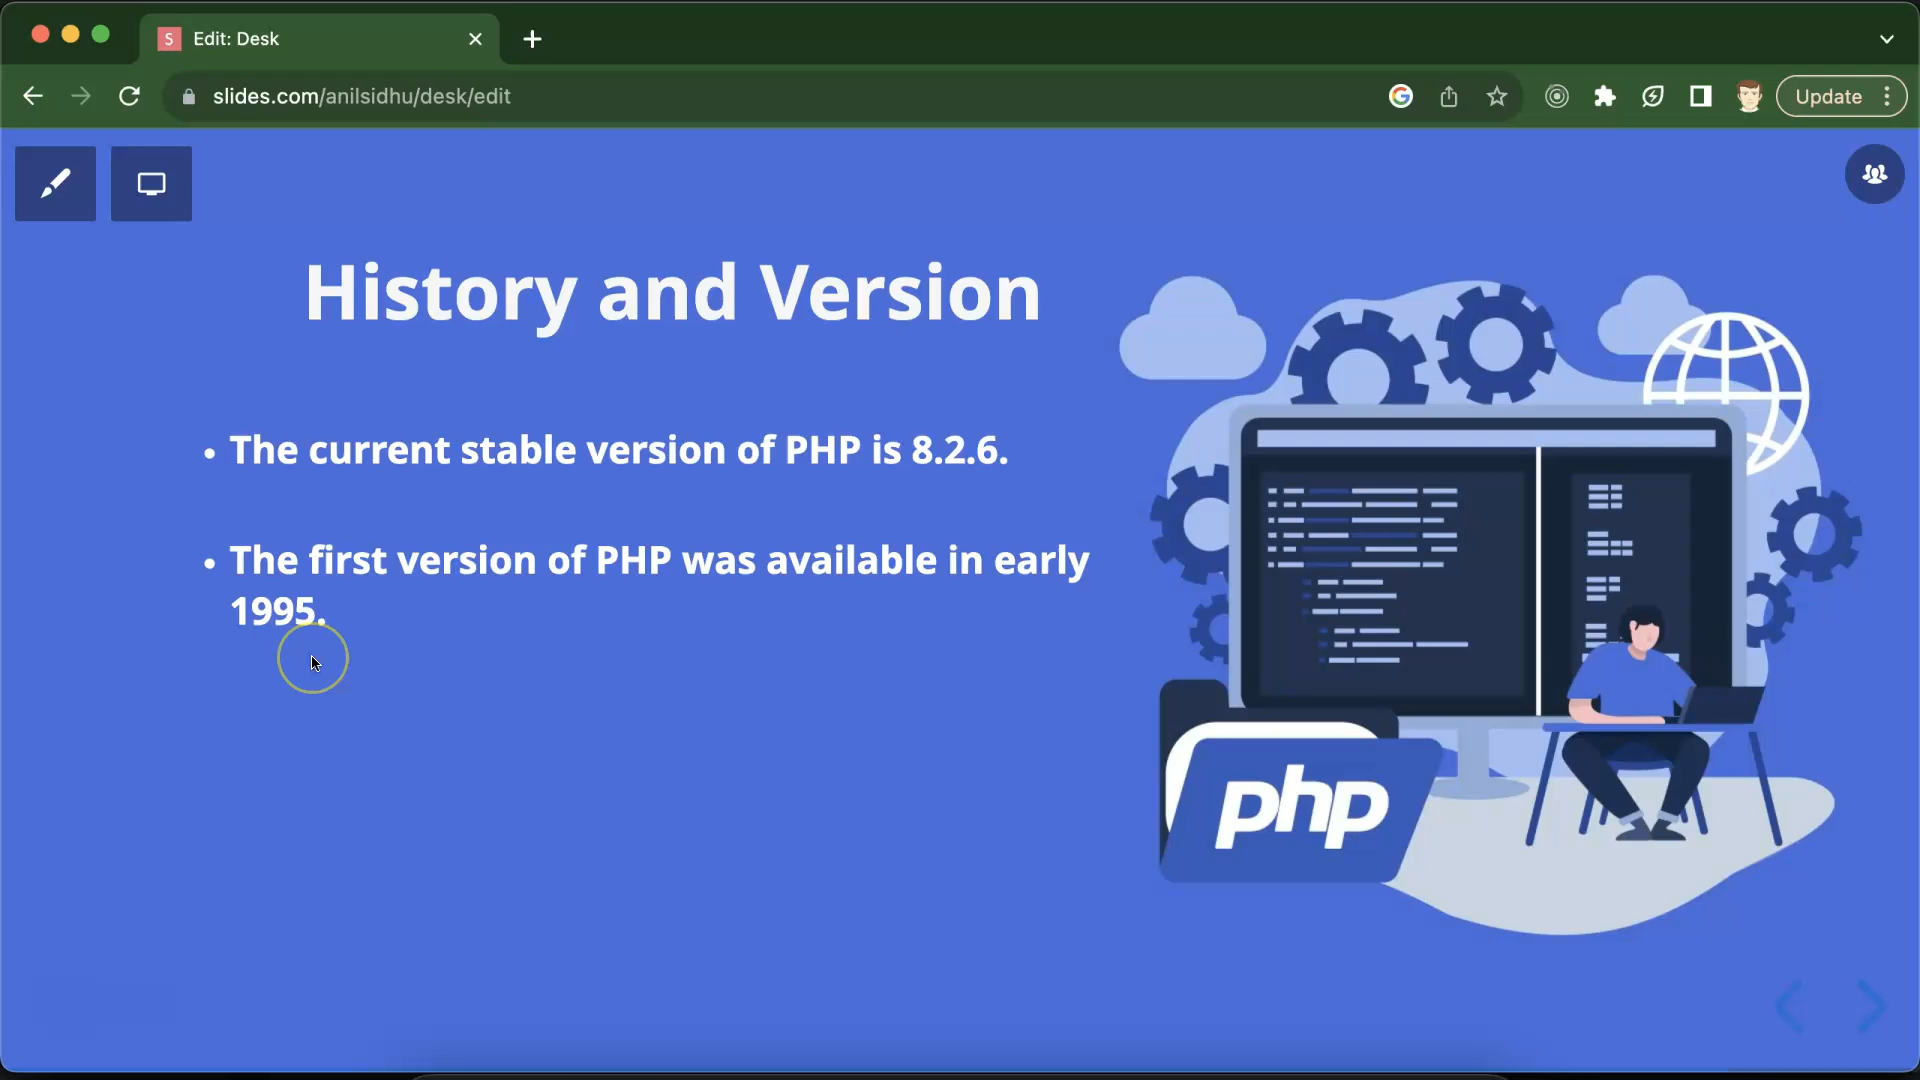 Edit: Desk
slides.com/anilsidhu/desk/edit
Update
History and Version
• The current stable version of PHP is 8.2.6.
• The first version of PHP was available in early
1995.
php